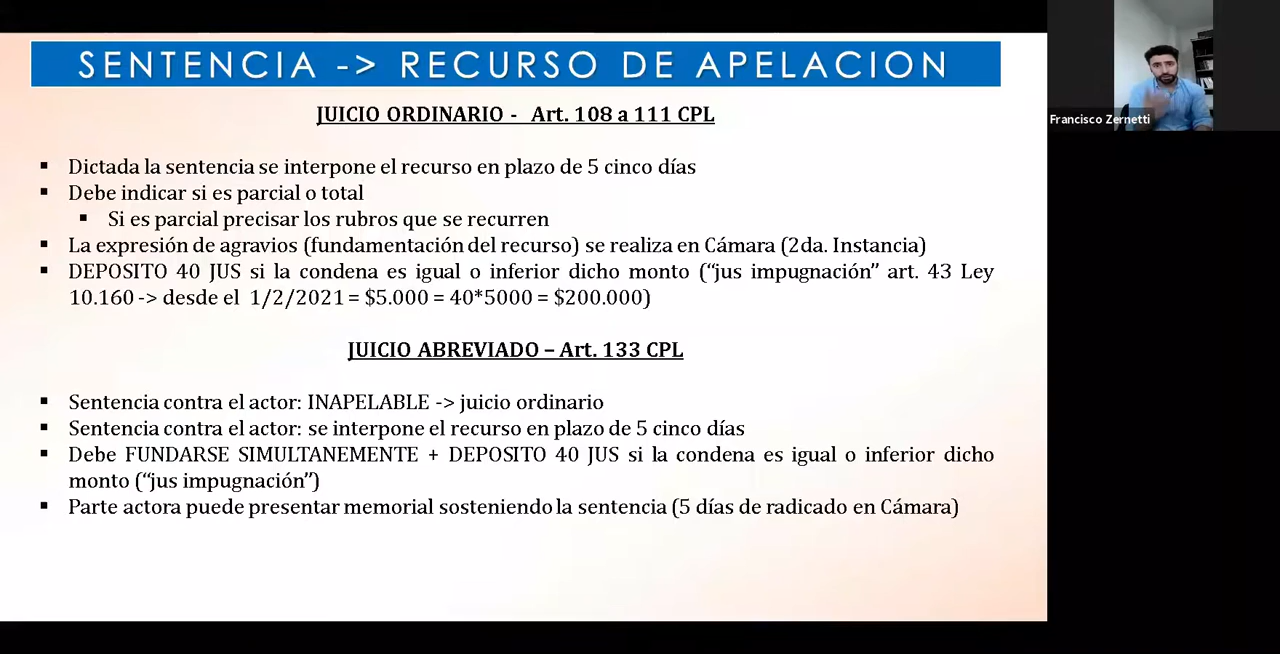 SENTENCIA -> RECURSO DE APELACION
Francisco Zernetti
JUICIO ORDINARIO - Art. 108 a 111 CPL
▪ Dictada la sentencia se interpone el recurso en plazo de 5 cinco días
▪ Debe indicar si es parcial o total
▪ Si es parcial precisar los rubros que se recurren
▪ La expresión de agravios (fundamentación del recurso) se realiza en Cámara (2da. Instancia)
▪ DEPOSITO 40 JUS si la condena es igual o inferior dicho monto (“jus impugnación” art. 43 Ley
10.160 -> desde el 1/2/2021 = $5.000 = 40*5000 = $200.000)
JUICIO ABREVIADO – Art. 133 CPL
▪ Sentencia contra el actor: INAPELABLE -> juicio ordinario
▪ Sentencia contra el actor: se interpone el recurso en plazo de 5 cinco días
▪ Debe FUNDARSE SIMULTANEMENTE + DEPOSITO 40 JUS si la condena es igual o inferior dicho
monto (“jus impugnación”)
▪ Parte actora puede presentar memorial sosteniendo la sentencia (5 días de radicado en Cámara)